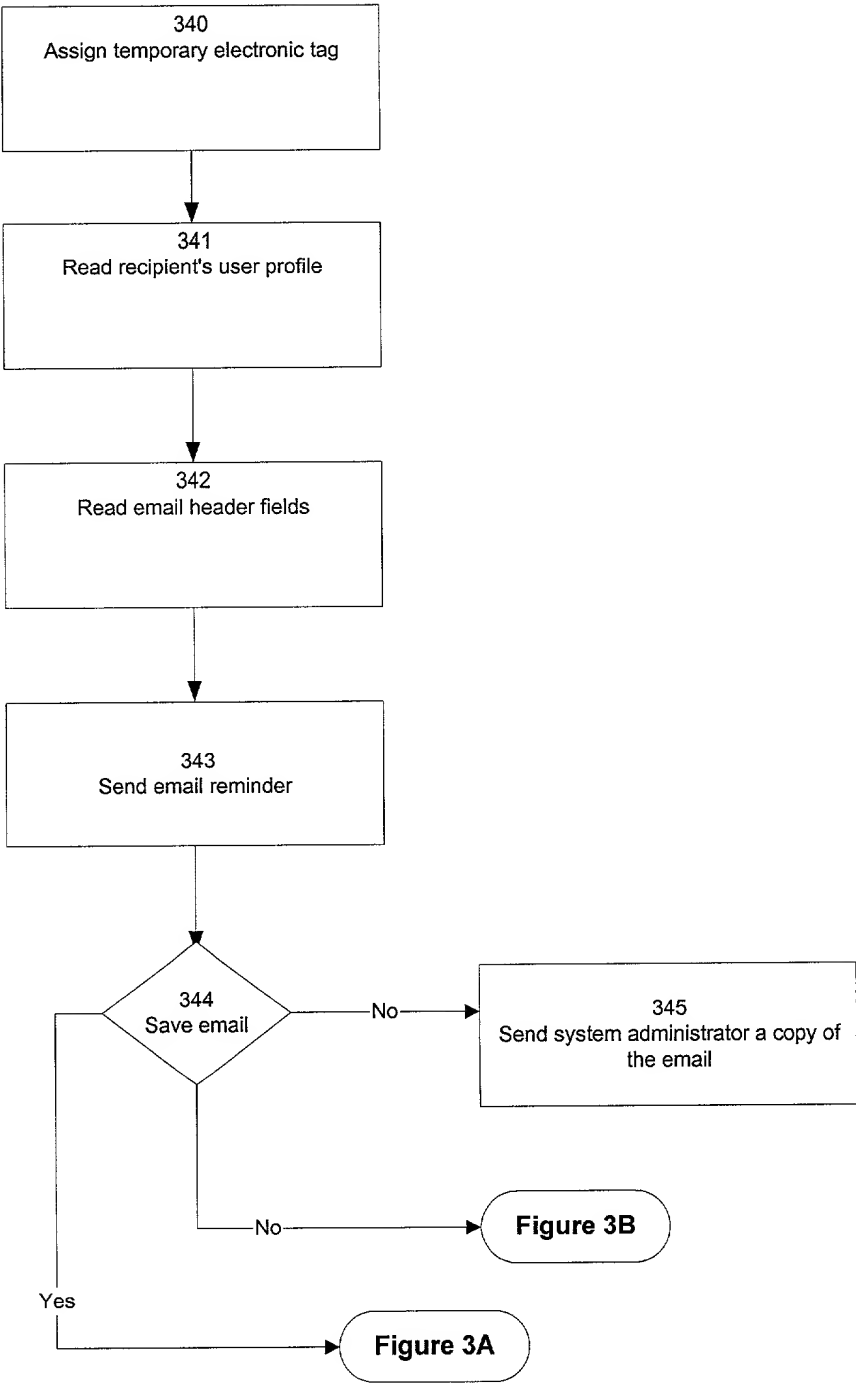 340
Assign temporary electronic tag
341
Read recipient's user profile
342
Read email header fields
343
Send email reminder
344
Save email
No
345
Send system administrator a copy of
the email
No
Figure 3B
Yes
Figure 3A